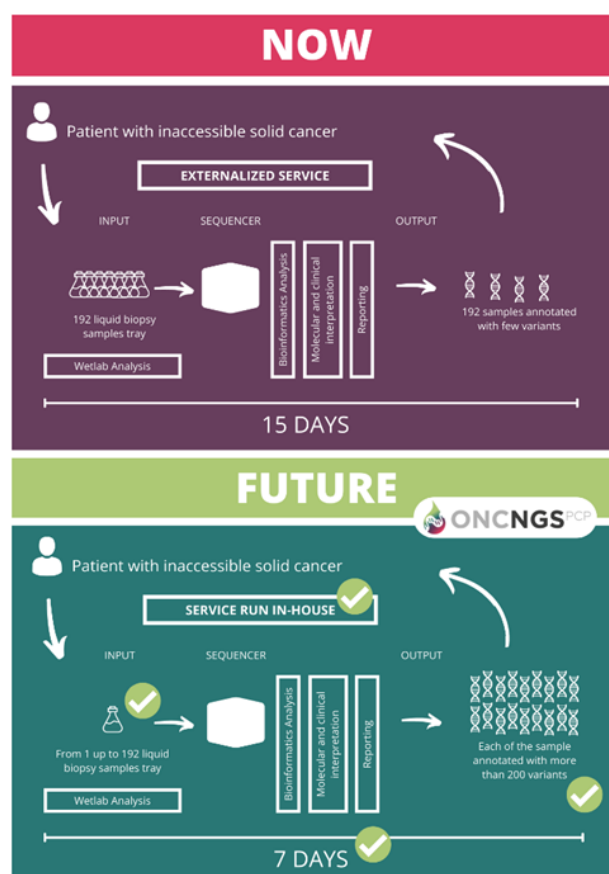 NOW
Patient with inaccessible solid cancer
EXTERNALIZED SERVICE
INPUT
SEQUENCER
OUTPUT
192 liquid biopsy
samples tray
Wetlab Analysis
Bioinformatics Analysis
Molecular and clinical
interpretation
Reporting
192 samples annotated
with few variants
15 DAYS
FUTURE
ONCNGS PCP
Patient with inaccessible solid cancer
SERVICE RUN IN-HOUSE
INPUT
SEQUENCER
OUTPUT
From 1 up to 192 liquid
biopsy samples tray
Wetlab Analysis
Bioinformatics Analysis
Molecular and clinical
interpretation
Reporting
Each of the sample
annotated with more
than 200 variants
7 DAYS